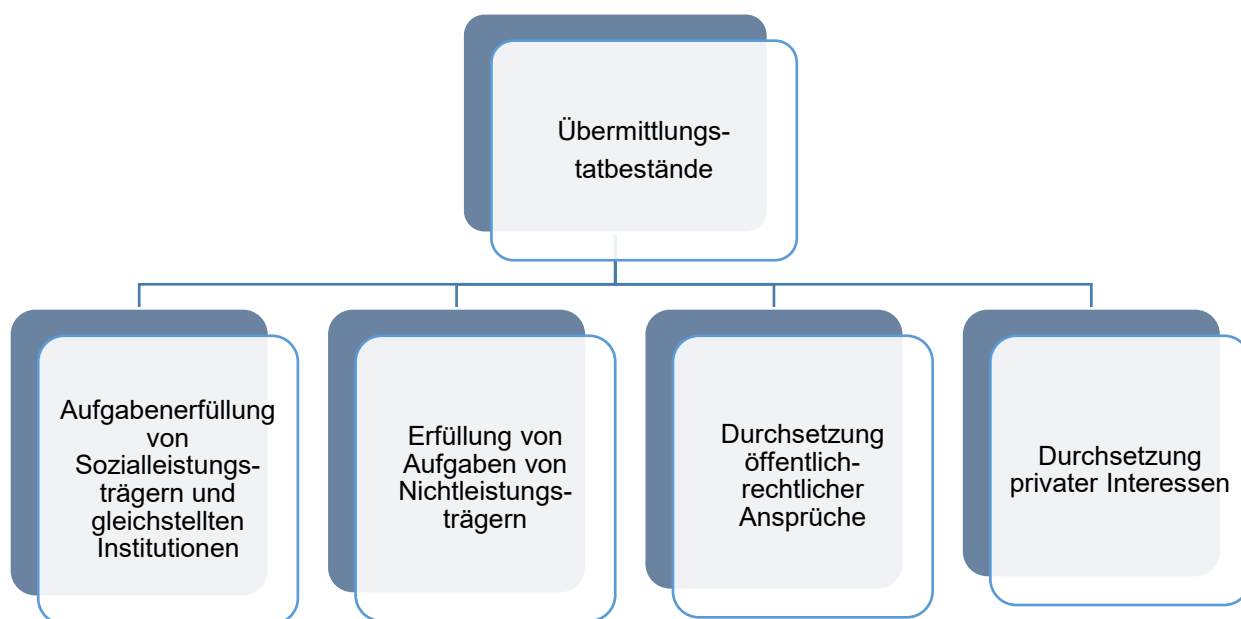 Übermittlungs-
tatbestände
Aufgabenerfüllung
von
Sozialleistungs-
trägern und
gleichstellten
Institutionen
Erfüllung von
Aufgaben von
Nichtleistungs-
trägern
Durchsetzung
öffentlich-
rechtlicher
Ansprüche
Durchsetzung
privater Interessen